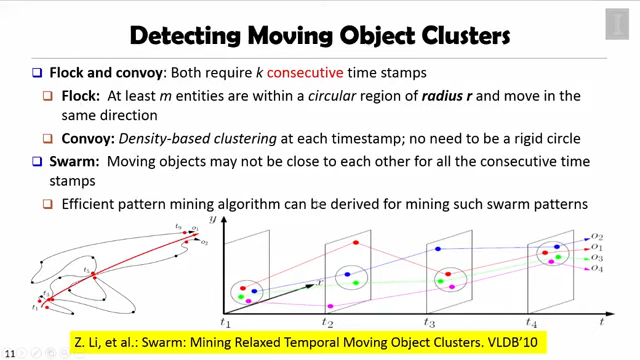 Detecting Moving Object Clusters
Flock and convoy: Both require k consecutive time stamps
Flock: At least m entities are within a circular region of radius r and move in the
same direction
Convoy: Density-based clustering at each timestamp; no need to be a rigid circle
Swarm: Moving objects may not be close to each other for all the consecutive time
stamps
Efficient pattern mining algorithm can be derived for mining such swarm patterns
y
x
o2
o1
o3
o4
t1
t2
t3
t4
t
o1
o2
t1
Z. Li, et al.: Swarm: Mining Relaxed Temporal Moving Object Clusters. VLDB’10
11